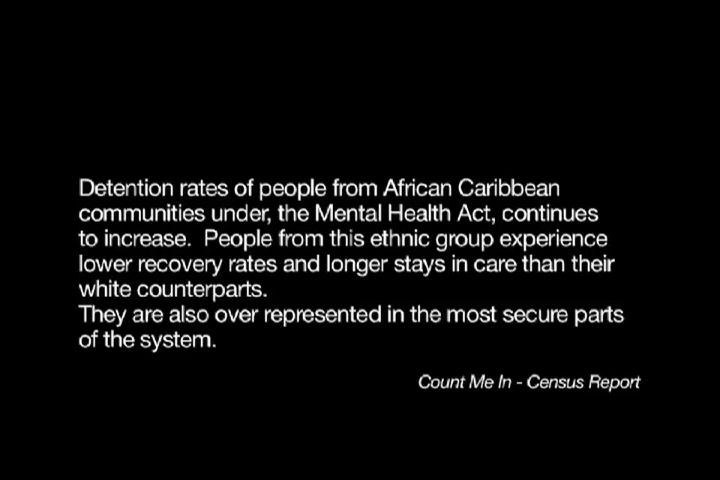 Detention rates of people from African Caribbean
communities under, the Mental Health Act, continues
to increase.  People from this ethnic group experience
lower recovery rates and longer stays in care than their
white counterparts.
They are also over represented in the most secure parts
of the system.
Count Me In - Census Report